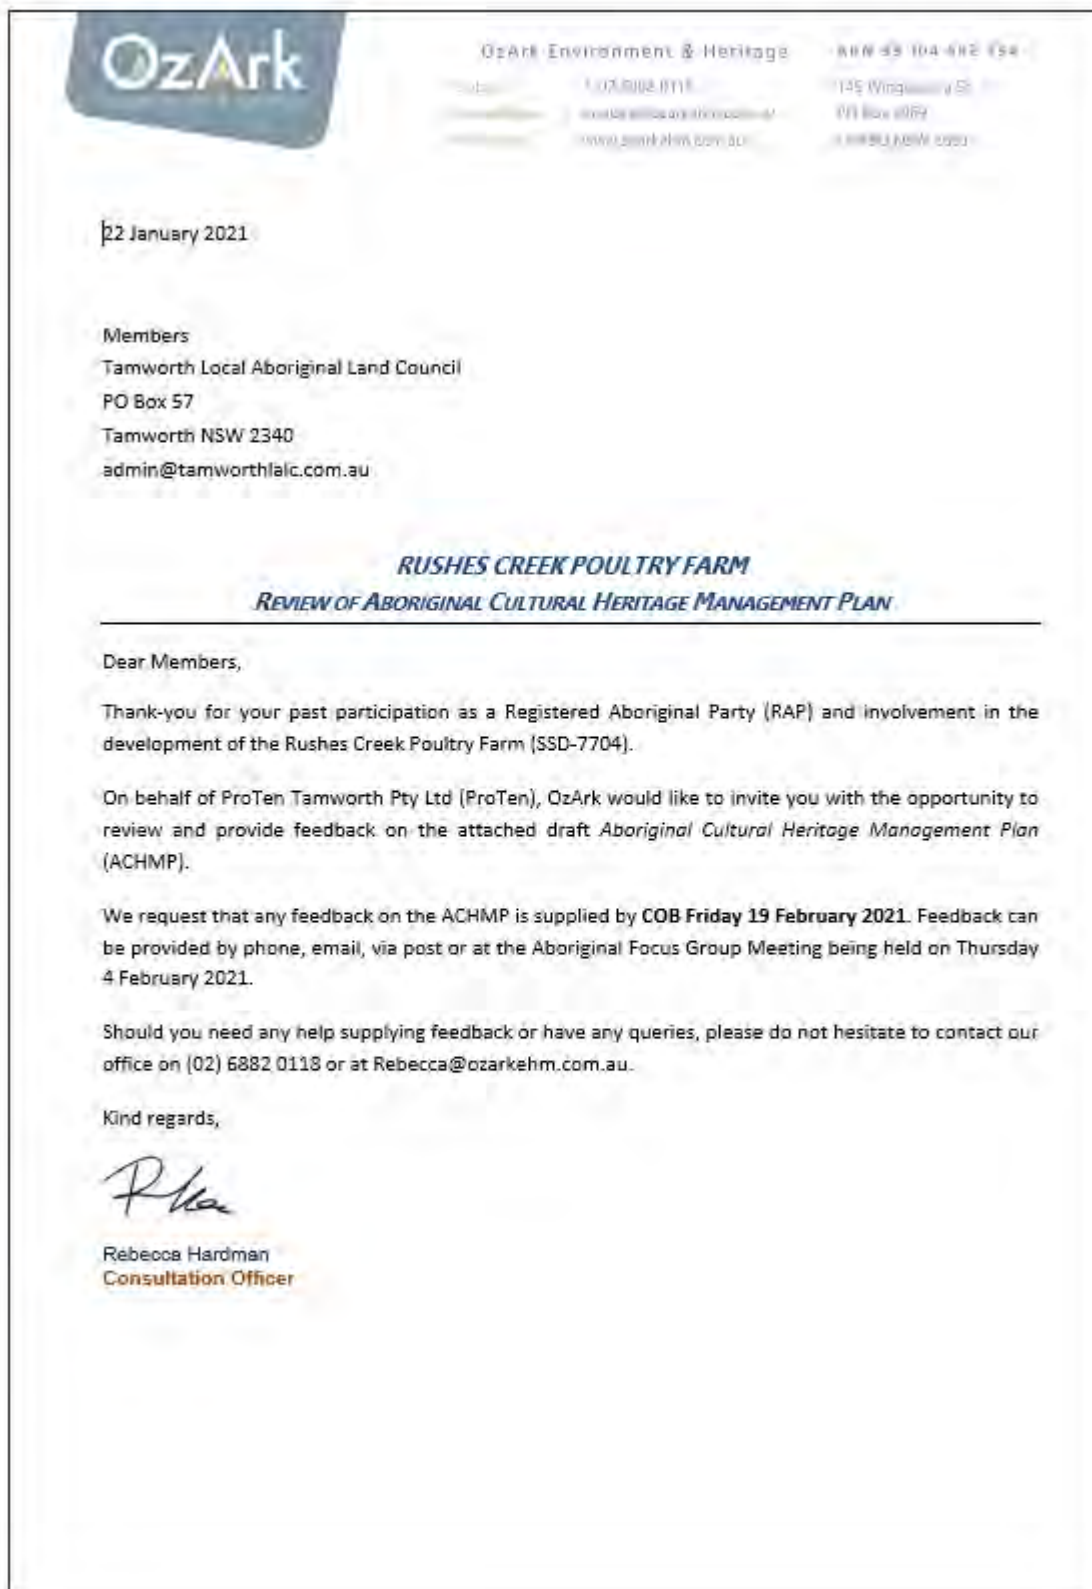 OzArk
OzArk Environment & Heritage
145 Wingewarra St
22 January 2021
Members
Tamworth Local Aboriginal Land Council
PO Box 57
Tamworth NSW 2340
admin@tamworthlalc.com.au
RUSHES CREEK POULTRY FARM
REVIEW OF ABORIGINAL CULTURAL HERITAGE MANAGEMENT PLAN
Dear Members,
Thank-you for your past participation as a Registered Aboriginal Party (RAP) and involvement in the
development of the Rushes Creek Poultry Farm (SSD-7704).
On behalf of ProTen Tamworth Pty Ltd (ProTen), OzArk would like to invite you with the opportunity to
review and provide feedback on the attached draft Aboriginal Cultural Heritage Management Plan
(ACHMP).
We request that any feedback on the ACHMP is supplied by COB Friday 19 February 2021. Feedback can
be provided by phone, email, via post or at the Aboriginal Focus Group Meeting being held on Thursday
4 February 2021.
Should you need any help supplying feedback or have any queries, please do not hesitate to contact our
office on (02) 6882 0118 or at Rebecca@ozarkehm.com.au.
Kind regards,
Rebecca Hardman
Consultation Officer